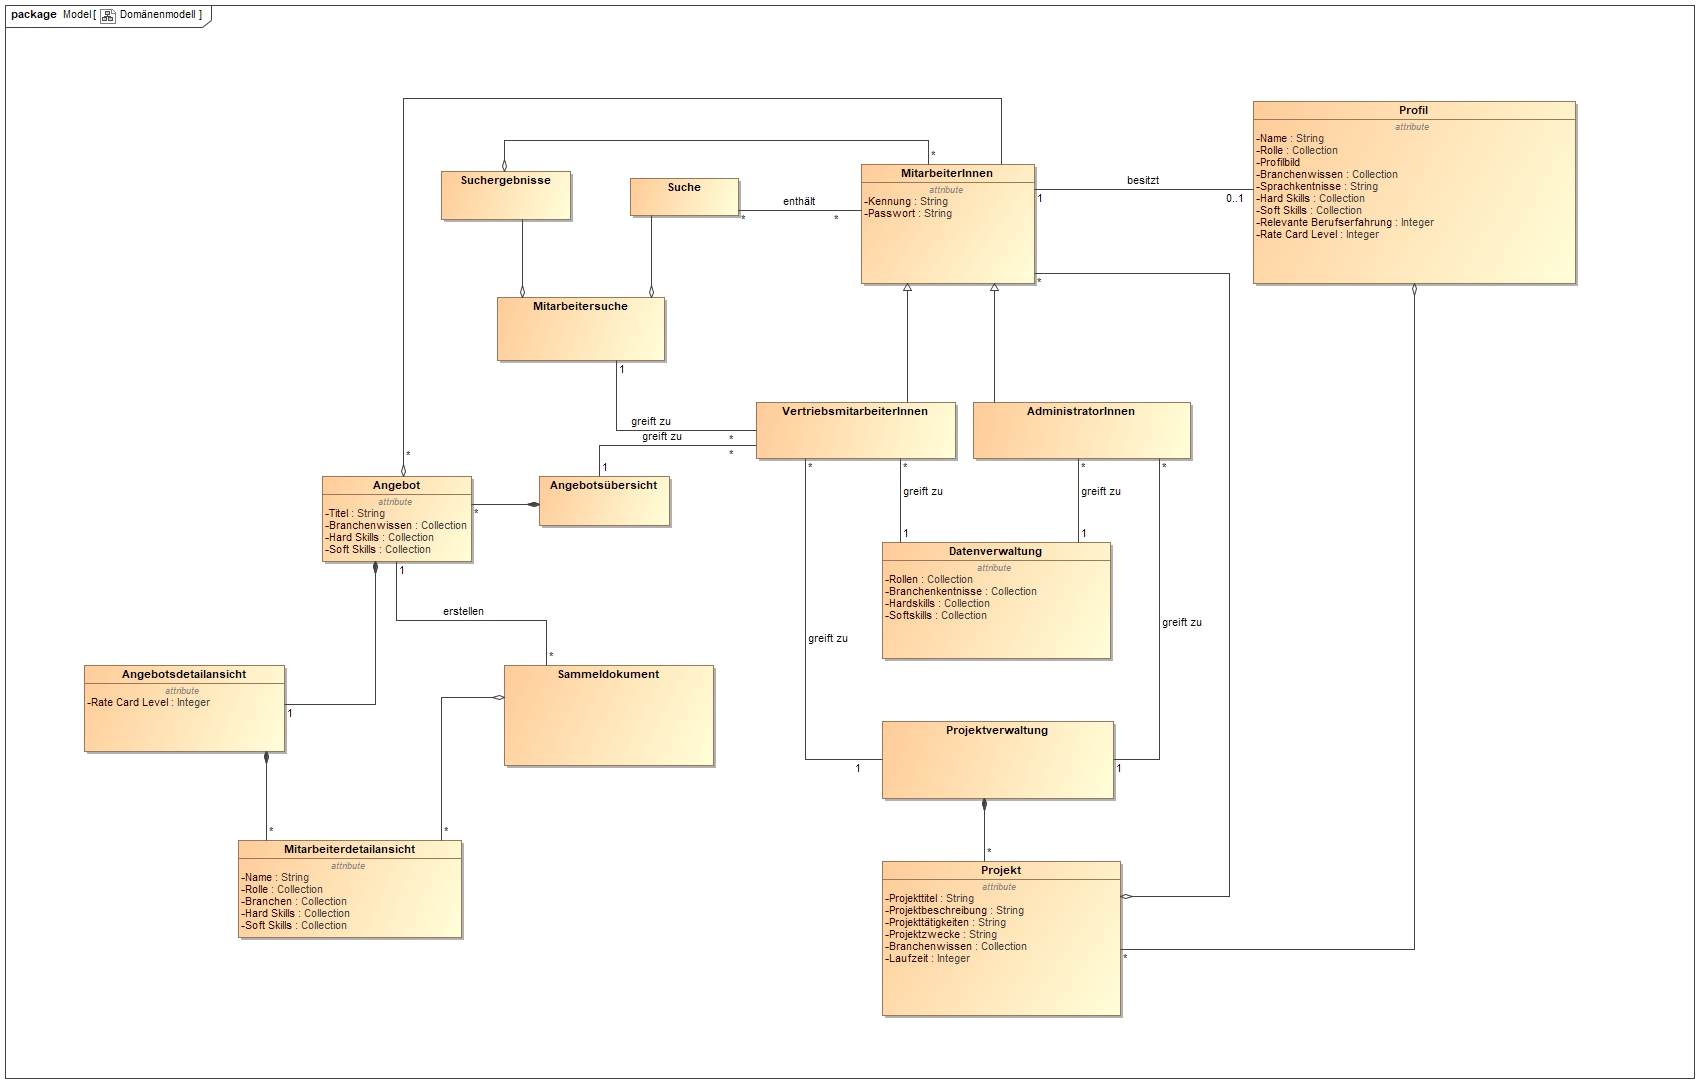 package Model [ Domänenmodell ]
Profil
attribute
-Name : String
-Rolle : Collection
-Profilbild
-Branchenwissen : Collection
-Sprachkentnisse : String
-Hard Skills : Collection
-Soft Skills : Collection
-Relevante Berufserfahrung : Integer
-Rate Card Level : Integer
*
MitarbeiterInnen
attribute
-Kennung : String
-Passwort : String
besitzt
1
0..1
*
Suchergebnisse
Suche
enthält
*
*
Mitarbeitersuche
1
greift zu
*
greift zu
*
1
VertriebsmitarbeiterInnen
AdministratorInnen
*
Angebot
attribute
-Titel : String
-Branchenwissen : Collection
-Hard Skills : Collection
-Soft Skills : Collection
*
Angebotsübersicht
*
*
*
*
greift zu
greift zu
1
1
Datenverwaltung
attribute
-Rollen : Collection
-Branchenkentnisse : Collection
-Hardskills : Collection
-Softskills : Collection
1
erstellen
*
greift zu
greift zu
Angebotsdetailansicht
attribute
-Rate Card Level : Integer
1
Sammeldokument
Projektverwaltung
1
1
*
*
*
Mitarbeiterdetailansicht
attribute
-Name : String
-Rolle : Collection
-Branchen : Collection
-Hard Skills : Collection
-Soft Skills : Collection
Projekt
attribute
-Projekttitel : String
-Projektbeschreibung : String
-Projekttätigkeiten : String
-Projektzwecke : String
-Branchenwissen : Collection
-Laufzeit : Integer
*